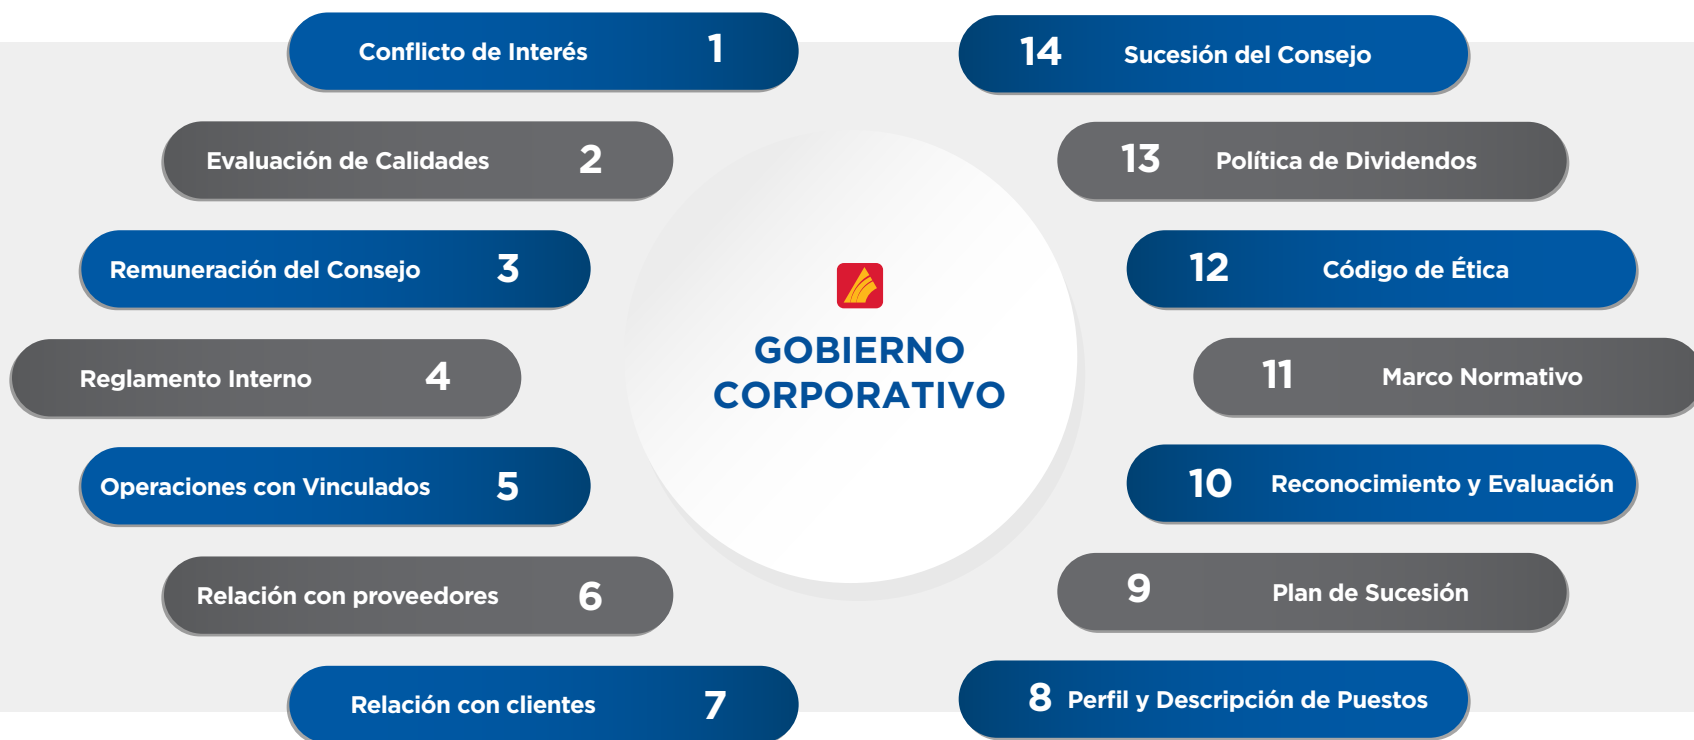 Conflicto de Interés 1
Evaluación de Calidades 2
Remuneración del Consejo 3
Reglamento Interno 4
Operaciones con Vinculados 5
Relación con proveedores 6
Relación con clientes 7
GOBIERNO
CORPORATIVO
14 Sucesión del Consejo
13 Política de Dividendos
12 Código de Ética
11 Marco Normativo
10 Reconocimiento y Evaluación
9 Plan de Sucesión
8 Perfil y Descripción de Puestos